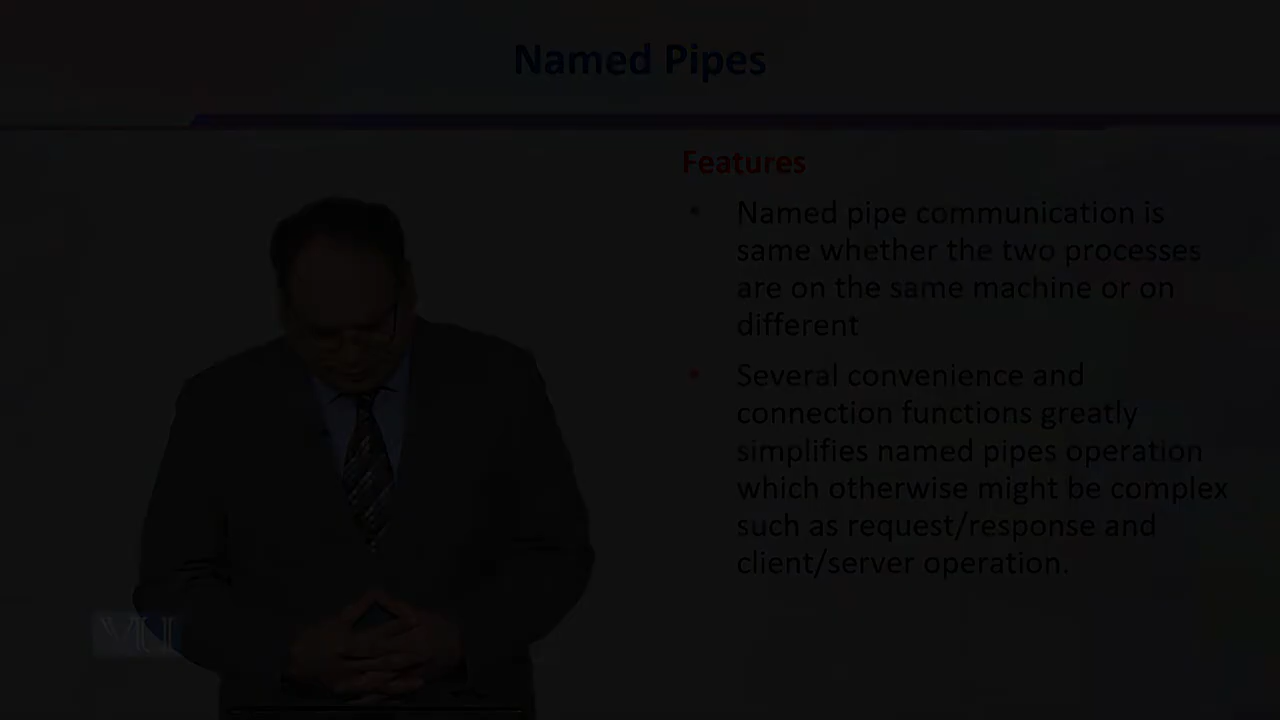 Named Pipes
Features
• Named pipe communication is
same whether the two processes
are on the same machine or on
different
• Several convenience and
connection functions greatly
simplifies named pipes operation
which otherwise might be complex
such as request/response and
client/server operation.
VU